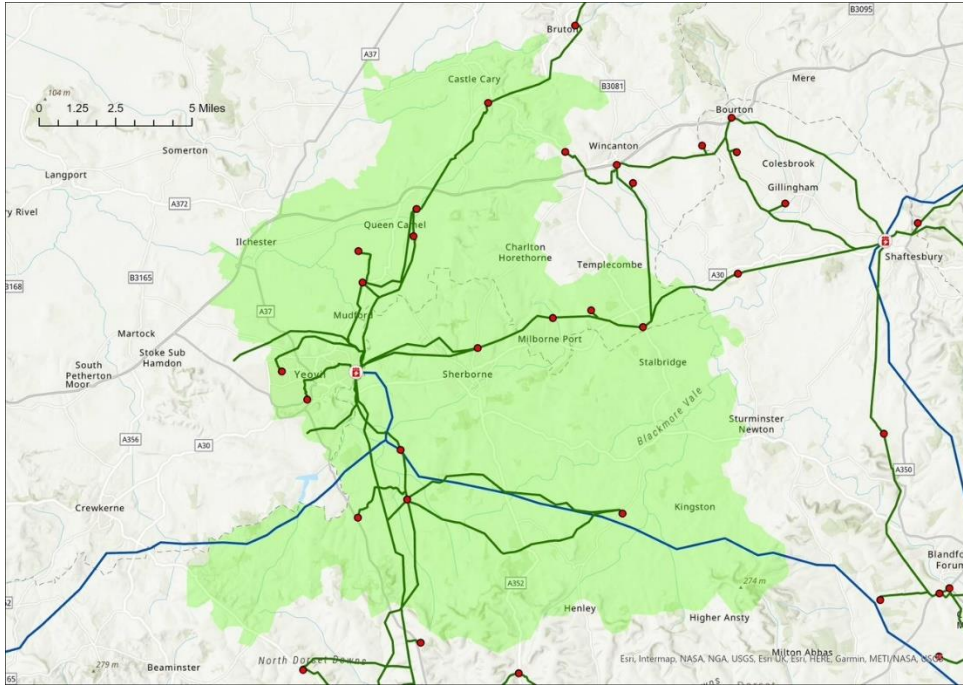 B3095
Bruton
A37
Castle Cary
Mere
B3081
104 m
0 1.25 2.5 5 Miles
Bourton
Somerton
Wincanton
Colesbrook
Langport
Gillingham
A372
ry Rivel
Queen Camel
Ilchester
Charlton
Horethorne
Templecombe
Shaftesbury
A30
B3165
3168
A37
Mudford
Martock
Milborne Port
Stoke Sub
Hamdon
South
Petherton
Moor
Yeovil
Sherborne
Stalbridge
Blackmore Vale
Sturminster
Newton
A356
A30
A350
Crewkerne
Kingston
Blandfo
Forum
A352
274 m
Henley
Higher Ansty
Beaminster
North Dorset Downs
Milton Abbas
279 m
65
Esri, Intermap, NASA, NGA, USGS, Esri UK, Esri, HERE, Garmin, METI/NASA, USGS